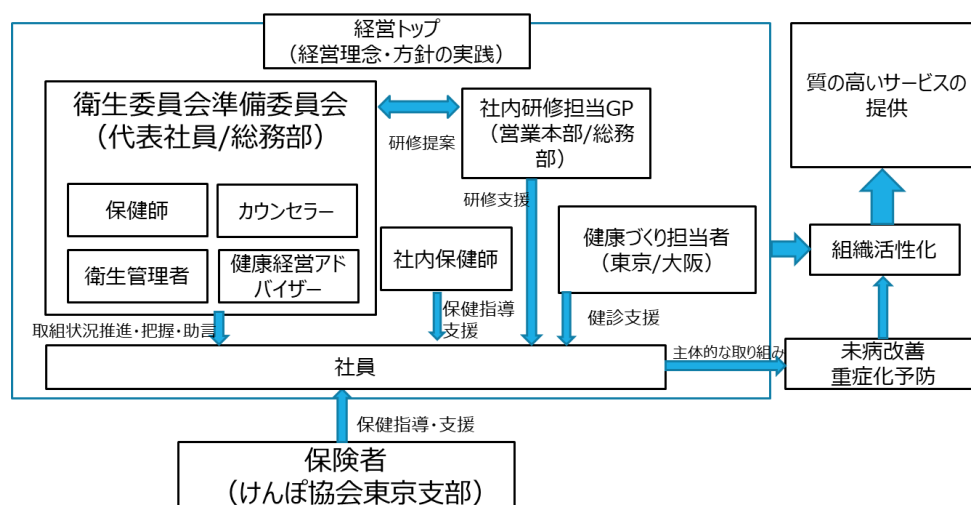 経営トップ
（経営理念・方針の実践）
衛生委員会準備委員会
（代表社員/総務部）
保健師
カウンセラー
衛生管理者
健康経営アド
バイザー
研修提案
社内研修担当GP
（営業本部/総務
部）
研修支援
社内保健師
健康づくり担当者
（東京/大阪）
取組状況推進・把握・助言
保健指導
支援
健診支援
社員
主体的な取り組み
保健指導・支援
保険者
（けんぽ協会東京支部）
質の高いサービスの
提供
組織活性化
未病改善
重症化予防